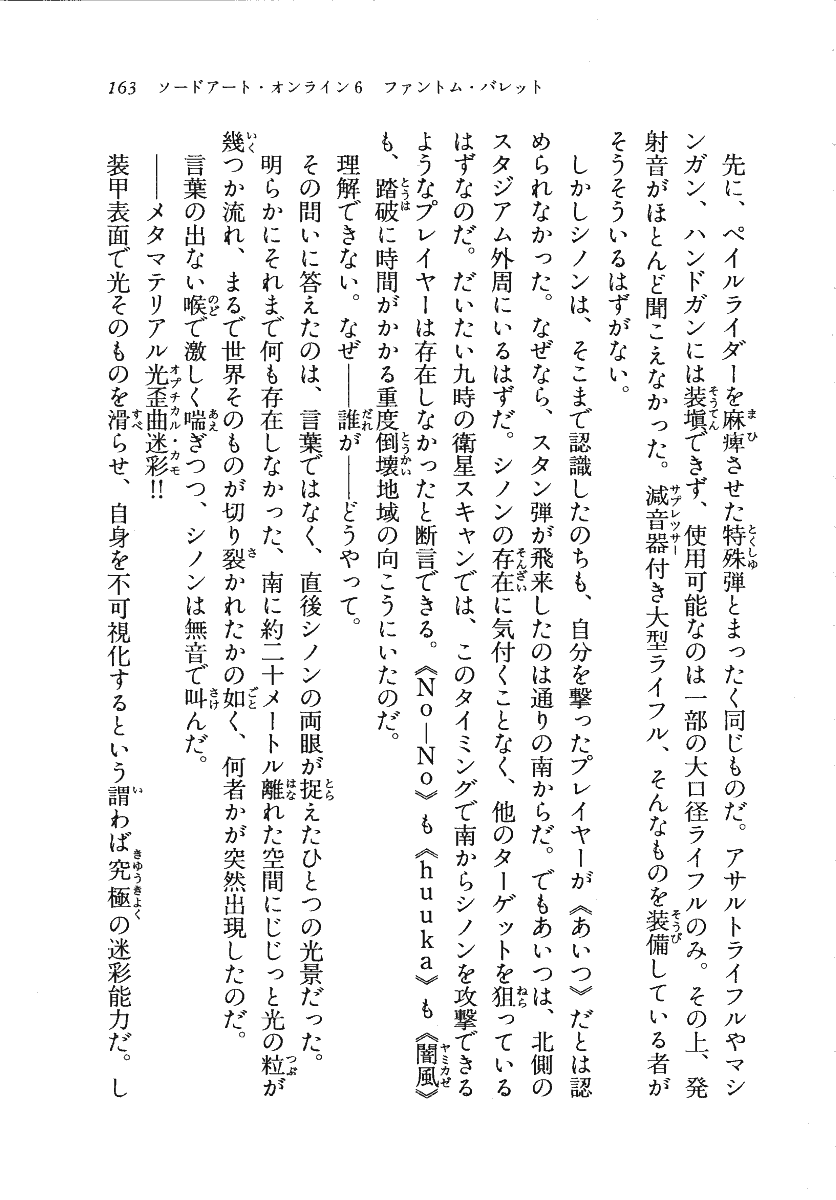 163　ソードアート・オンライン6　ファントム・バレット
先に、ペイルライダーを麻痺させた特殊弾とまったく同じものだ。アサルトライフルやマシ
ンガン、ハンドガンには装塡できず、使用可能なのは一部の大口径ライフルのみ。その上、発
射音がほとんど聞こえなかった。減音器付き大型ライフル、そんなものを装備している者が
そうそういるはずがない。
しかしシノンは、そこまで認識したのちも、自分を撃ったプレイヤーが《あいつ》だとは認
められなかった。なぜなら、スタン弾が飛来したのは通りの南からだ。でもあいつは、北側の
スタジアム外周にいるはずだ。シノンの存在に気付くことなく、他のターゲットを狙っている
はずなのだ。だいたい九時の衛星スキャンでは、このタイミングで南からシノンを攻撃できる
ようなプレイヤーは存在しなかったと断言できる。《No―No》も《huuka》も《闇風》
も、踏破に時間がかかる重度倒壊地域の向こうにいたのだ。
理解できない。なぜ――誰が――どうやって。
その問いに答えたのは、言葉ではなく、直後シノンの両眼が捉えたひとつの光景だった。
明らかにそれまで何も存在しなかった、南に約二十メートル離れた空間にじじっと光の粒が
幾つか流れ、まるで世界そのものが切り裂かれたかの如く、何者かが突然出現したのだ。
言葉の出ない喉で激しく喘ぎつつ、シノンは無音で叫んだ。
――メタマテリアル光歪曲迷彩!!
装甲表面で光そのものを滑らせ、自身を不可視化するという謂わば究極の迷彩能力だ。し